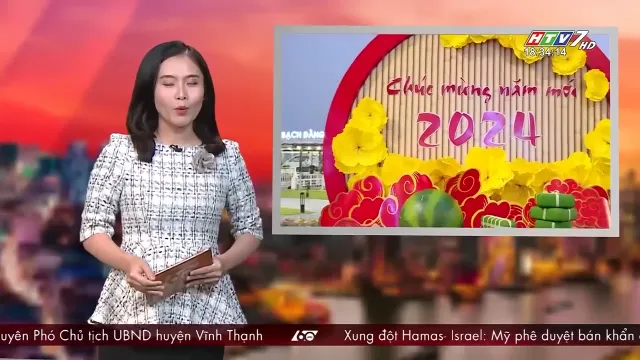 HTV7 HD
18:34:14
Chúc mừng năm mới
2024
BẠCH ĐẰNG
uyên Phó Chủ tịch UBND huyện Vĩnh Thạnh
Xung đột Hamas- Israel: Mỹ phê duyệt bán khẩn